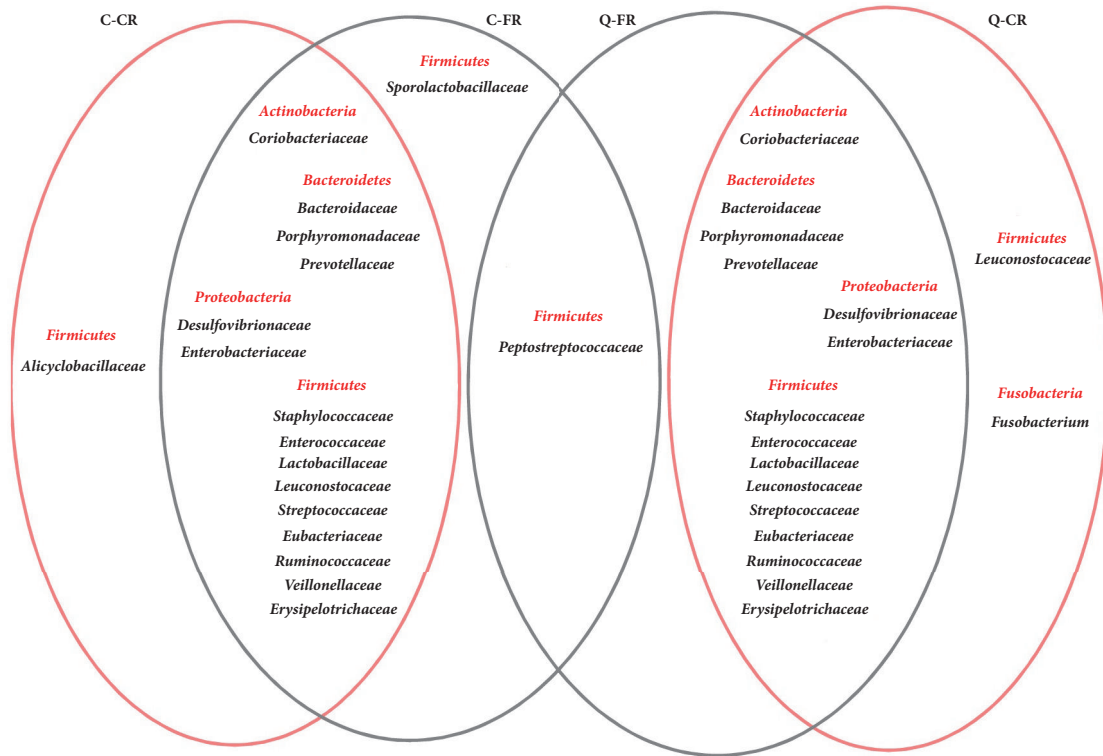 C-CR
C-FR
Q-FR
Q-CR
Firmicutes
Alicyclobacillaceae
Actinobacteria
Coriobacteriaceae
Bacteroidetes
Bacteroidaceae
Porphyromonadaceae
Prevotellaceae
Proteobacteria
Desulfovibrionaceae
Enterobacteriaceae
Firmicutes
Staphylococcaceae
Enterococcaceae
Lactobacillaceae
Leuconostocaceae
Streptococcaceae
Eubacteriaceae
Ruminococcaceae
Veillonellaceae
Erysipelotrichaceae
Firmicutes
Sporolactobacillaceae
Firmicutes
Peptostreptococcaceae
Actinobacteria
Coriobacteriaceae
Bacteroidetes
Bacteroidaceae
Porphyromonadaceae
Prevotellaceae
Proteobacteria
Desulfovibrionaceae
Enterobacteriaceae
Firmicutes
Staphylococcaceae
Enterococcaceae
Lactobacillaceae
Leuconostocaceae
Streptococcaceae
Eubacteriaceae
Ruminococcaceae
Veillonellaceae
Erysipelotrichaceae
Firmicutes
Leuconostocaceae
Fusobacteria
Fusobacterium